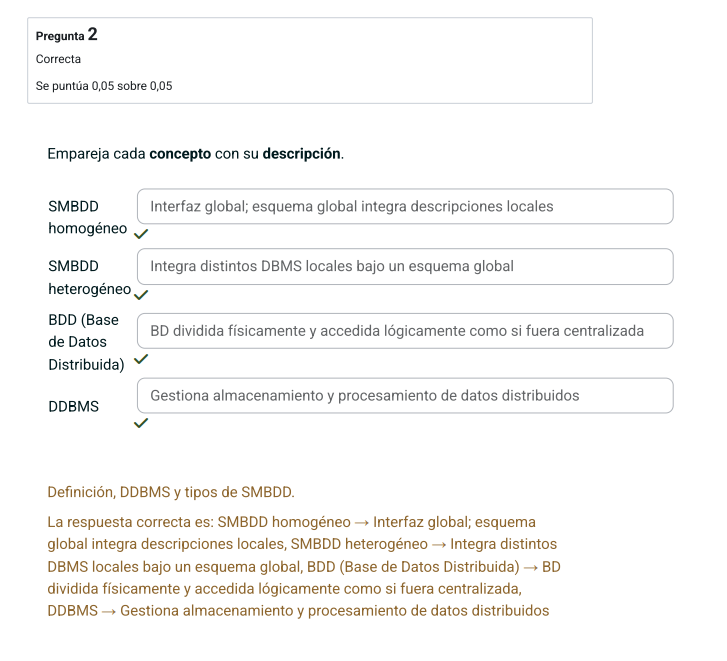 Pregunta 2
Correcta
Se puntúa 0,05 sobre 0,05
Empareja cada concepto con su descripción.
SMBDD
homogéneo
Interfaz global; esquema global integra descripciones locales
SMBDD
heterogéneo
Integra distintos DBMS locales bajo un esquema global
BDD (Base
de Datos
Distribuida)
BD dividida físicamente y accedida lógicamente como si fuera centralizada
DDBMS
Gestiona almacenamiento y procesamiento de datos distribuidos
Definición, DDBMS y tipos de SMBDD.
La respuesta correcta es: SMBDD homogéneo → Interfaz global; esquema
global integra descripciones locales, SMBDD heterogéneo → Integra distintos
DBMS locales bajo un esquema global, BDD (Base de Datos Distribuida) → BD
dividida físicamente y accedida lógicamente como si fuera centralizada,
DDBMS → Gestiona almacenamiento y procesamiento de datos distribuidos